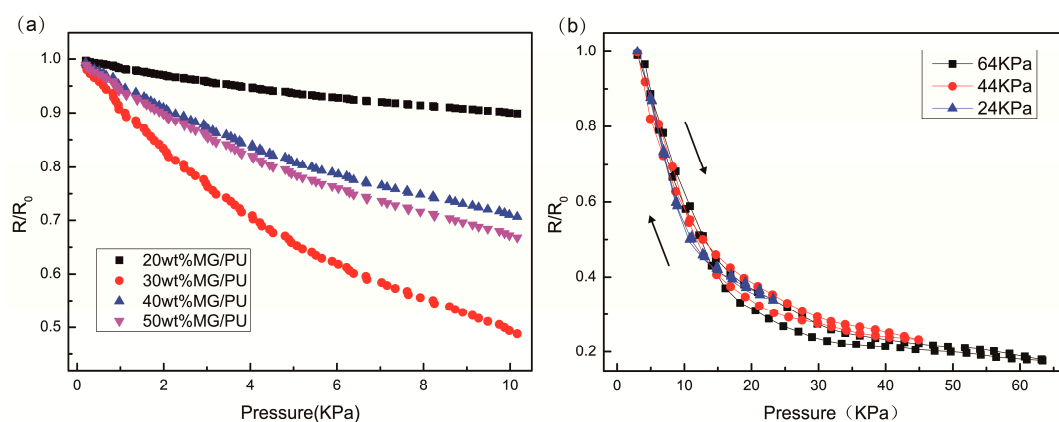 (a)
R/R0
1.0
0.9
0.8
0.7
0.6
0.5
0
2
4
6
8
10
Pressure(KPa)
20wt%MG/PU
30wt%MG/PU
40wt%MG/PU
50wt%MG/PU
(b)
R/R0
1.0
0.8
0.6
0.4
0.2
0
10
20
30
40
50
60
Pressure（KPa）
64KPa
44KPa
24KPa